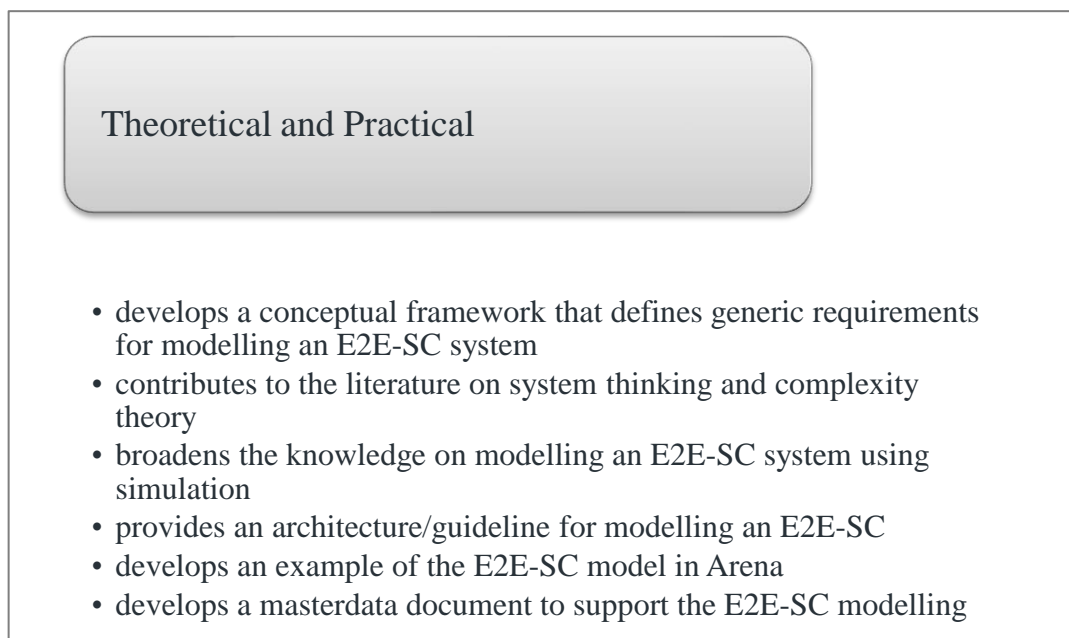 Theoretical and Practical
• develops a conceptual framework that defines generic requirements
for modelling an E2E-SC system
• contributes to the literature on system thinking and complexity
theory
• broadens the knowledge on modelling an E2E-SC system using
simulation
• provides an architecture/guideline for modelling an E2E-SC
• develops an example of the E2E-SC model in Arena
• develops a masterdata document to support the E2E-SC modelling